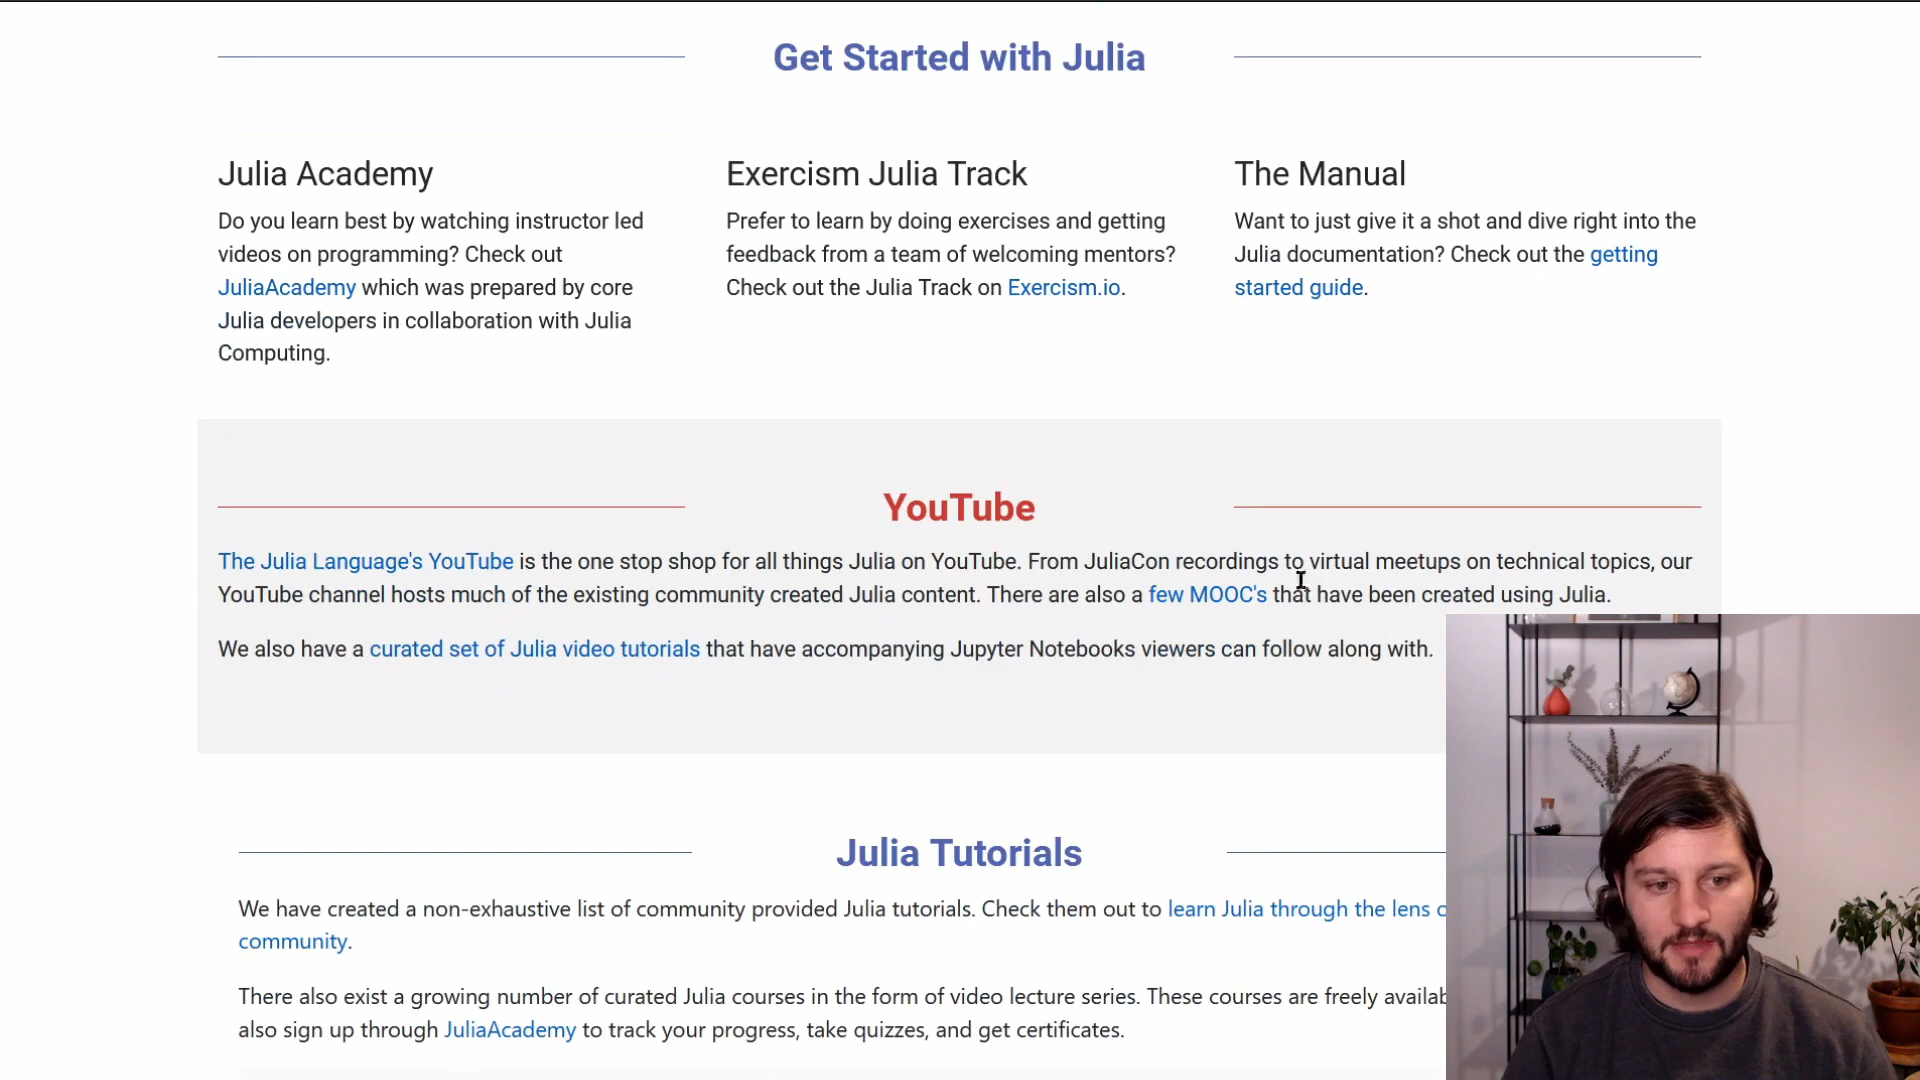 Get Started with Julia
Julia Academy
Do you learn best by watching instructor led
videos on programming? Check out
JuliaAcademy which was prepared by core
Julia developers in collaboration with Julia
Computing.
Exercism Julia Track
Prefer to learn by doing exercises and getting
feedback from a team of welcoming mentors?
Check out the Julia Track on Exercism.io.
The Manual
Want to just give it a shot and dive right into the
Julia documentation? Check out the getting
started guide.
YouTube
The Julia Language's YouTube is the one stop shop for all things Julia on YouTube. From JuliaCon recordings to virtual meetups on technical topics, our
YouTube channel hosts much of the existing community created Julia content. There are also a few MOOC's that have been created using Julia.
We also have a curated set of Julia video tutorials that have accompanying Jupyter Notebooks viewers can follow along with.
Julia Tutorials
We have created a non-exhaustive list of community provided Julia tutorials. Check them out to learn Julia through the lens
community.
There also exist a growing number of curated Julia courses in the form of video lecture series. These courses are freely
also sign up through JuliaAcademy to track your progress, take quizzes, and get certificates.